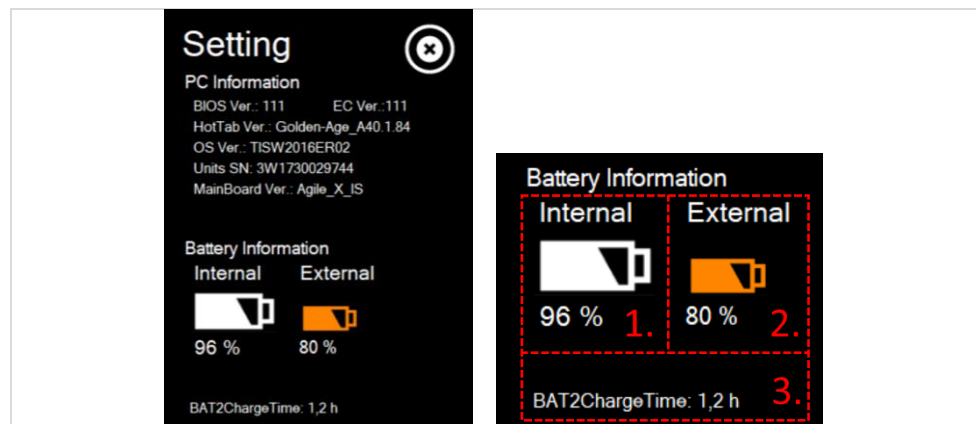 Setting
PC Information
BIOS Ver.: 111 EC Ver.:111
HotTab Ver.: Golden-Age_A40.1.84
OS Ver.: TISW2016ER02
Units SN: 3W1730029744
MainBoard Ver.: Agile_X_IS
Battery Information
Internal External
96 % 80 %
BAT2ChargeTime: 1,2 h
Battery Information
Internal External
96 % 1. 80 % 2.
BAT2ChargeTime: 1,2 h 3.